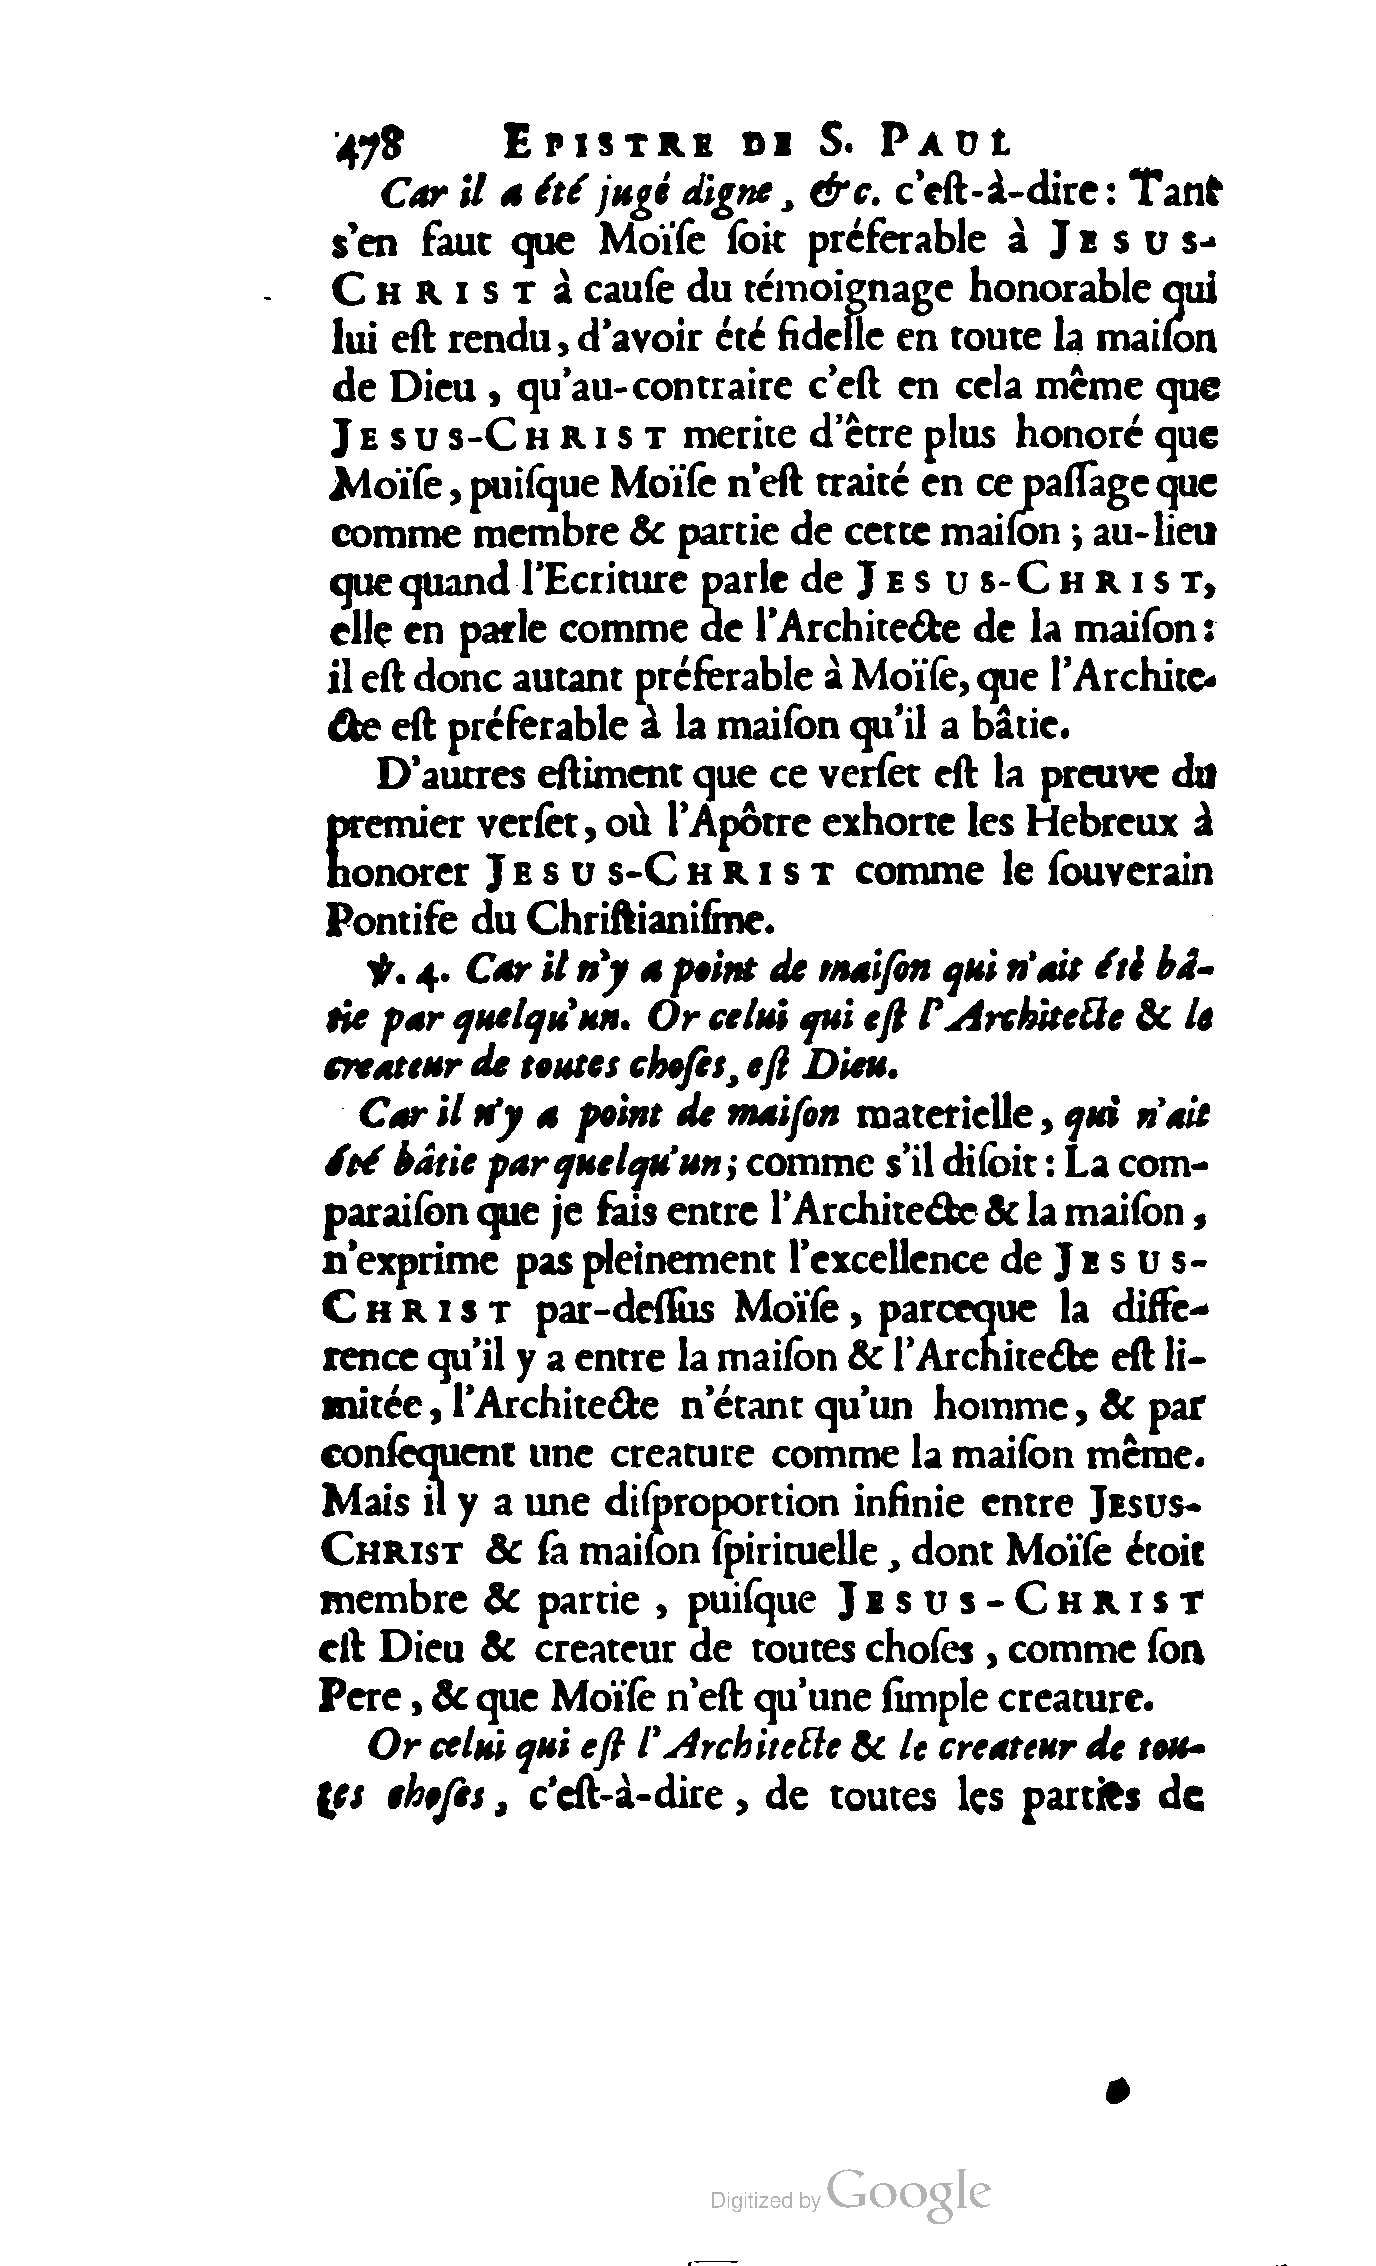 478 EPISTRE DE S. PAUL
Car il a été jugé digne, &c. c'eſt-à-dire: Tant
s'en faut que Moïſe ſoit préferable à JESUS-
CHRIST à cauſe du témoignage honorable qui
lui eſt rendu, d'avoir été fidelle en toute la maiſon
de Dieu, qu'au-contraire c'eſt en cela même que
JESUS-CHRIST merite d'être plus honoré que
Moïſe, puiſque Moïſe n'eſt traité en ce paſſage que
comme membre & partie de cette maiſon; au-lieu
que quand l'Ecriture parle de JESUS-CHRIST,
elle en parle comme de l'Architecte de la maiſon:
il eſt donc autant préferable à Moïſe, que l'Archite-
cte eſt préferable à la maiſon qu'il a bâtie.
D'autres eſtiment que ce verſet eſt la preuve du
premier verſet, où l'Apôtre exhorte les Hebreux à
honorer JESUS-CHRIST comme le ſouverain
Pontife du Chriſtianiſme.
℣. 4. Car il n'y a point de maiſon qui n'ait été bâ-
tie par quelqu'un. Or celui qui eſt l'Architecte & le
createur de toutes choſes, eſt Dieu.
Car il n'y a point de maiſon materielle, qui n'ait
été bâtie par quelqu'un; comme s'il diſoit: La com-
paraiſon que je fais entre l'Architecte & la maiſon,
n'exprime pas pleinement l'excellence de JESUS-
CHRIST par-deſſus Moïſe, parceque la diffe-
rence qu'il y a entre la maiſon & l'Architecte eſt li-
mitée, l'Architecte n'étant qu'un homme, & par
conſequent une creature comme la maiſon même.
Mais il y a une diſproportion infinie entre JESUS-
CHRIST & ſa maiſon ſpirituelle, dont Moïſe étoit
membre & partie, puiſque JESUS-CHRIST
eſt Dieu & createur de toutes choſes, comme ſon
Pere, & que Moïſe n'eſt qu'une ſimple creature.
Or celui qui eſt l'Architecte & le createur de tou-
tes choſes, c'eſt-à-dire, de toutes les parties de
Digitized by Google